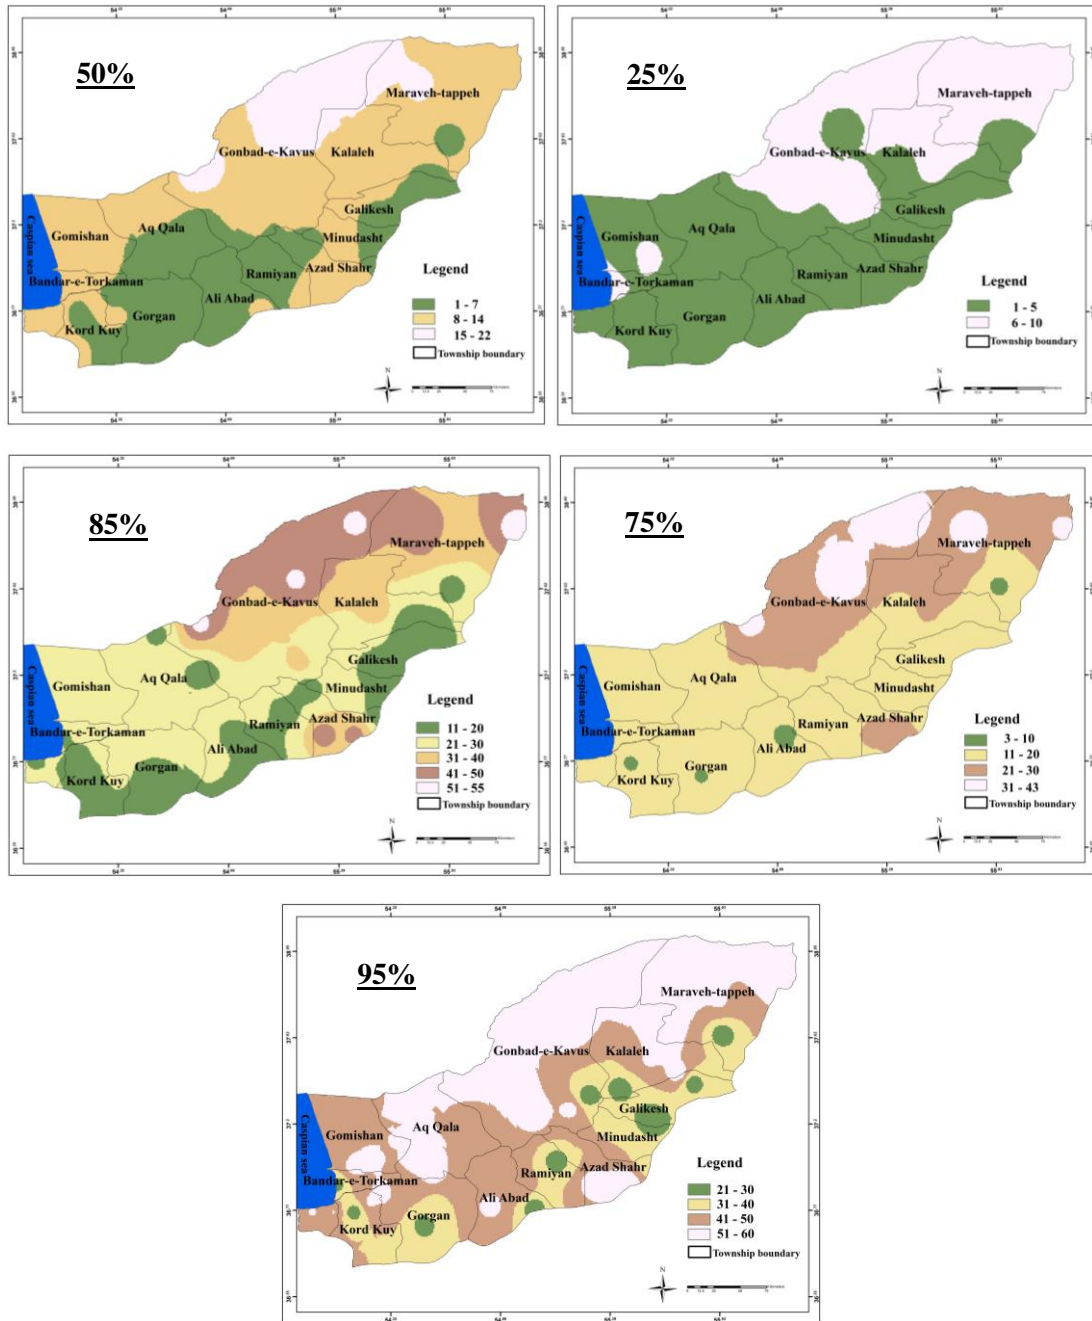 50%
Maraveh-tappeh
Gonbad-e-Kavus
Kalaleh
Galikesh
Aq Qala
Gomishan
Minudasht
Caspian sea
Ramiyan
Azad Shahr
Bandar-e-Torkaman
Ali Abad
Gorgan
Kord Kuy
Legend
1 - 7
8 - 14
15 - 22
Township boundary
N
25%
Maraveh-tappeh
Gonbad-e-Kavus
Kalaleh
Galikesh
Aq Qala
Gomishan
Minudasht
Caspian sea
Ramiyan
Azad Shahr
Bandar-e-Torkaman
Ali Abad
Gorgan
Kord Kuy
Legend
1 - 5
6 - 10
Township boundary
N
85%
Maraveh-tappeh
Gonbad-e-Kavus
Kalaleh
Galikesh
Aq Qala
Gomishan
Minudasht
Caspian sea
Ramiyan
Azad Shahr
Bandar-e-Torkaman
Ali Abad
Gorgan
Kord Kuy
Legend
11 - 20
21 - 30
31 - 40
41 - 50
51 - 55
Township boundary
N
75%
Maraveh-tappeh
Gonbad-e-Kavus
Kalaleh
Galikesh
Aq Qala
Gomishan
Minudasht
Caspian sea
Ramiyan
Azad Shahr
Bandar-e-Torkaman
Ali Abad
Gorgan
Kord Kuy
Legend
3 - 10
11 - 20
21 - 30
31 - 43
Township boundary
N
95%
Maraveh-tappeh
Gonbad-e-Kavus
Kalaleh
Galikesh
Aq Qala
Gomishan
Minudasht
Caspian sea
Ramiyan
Azad Shahr
Bandar-e-Torkaman
Ali Abad
Gorgan
Kord Kuy
Legend
21 - 30
31 - 40
41 - 50
51 - 60
Township boundary
N